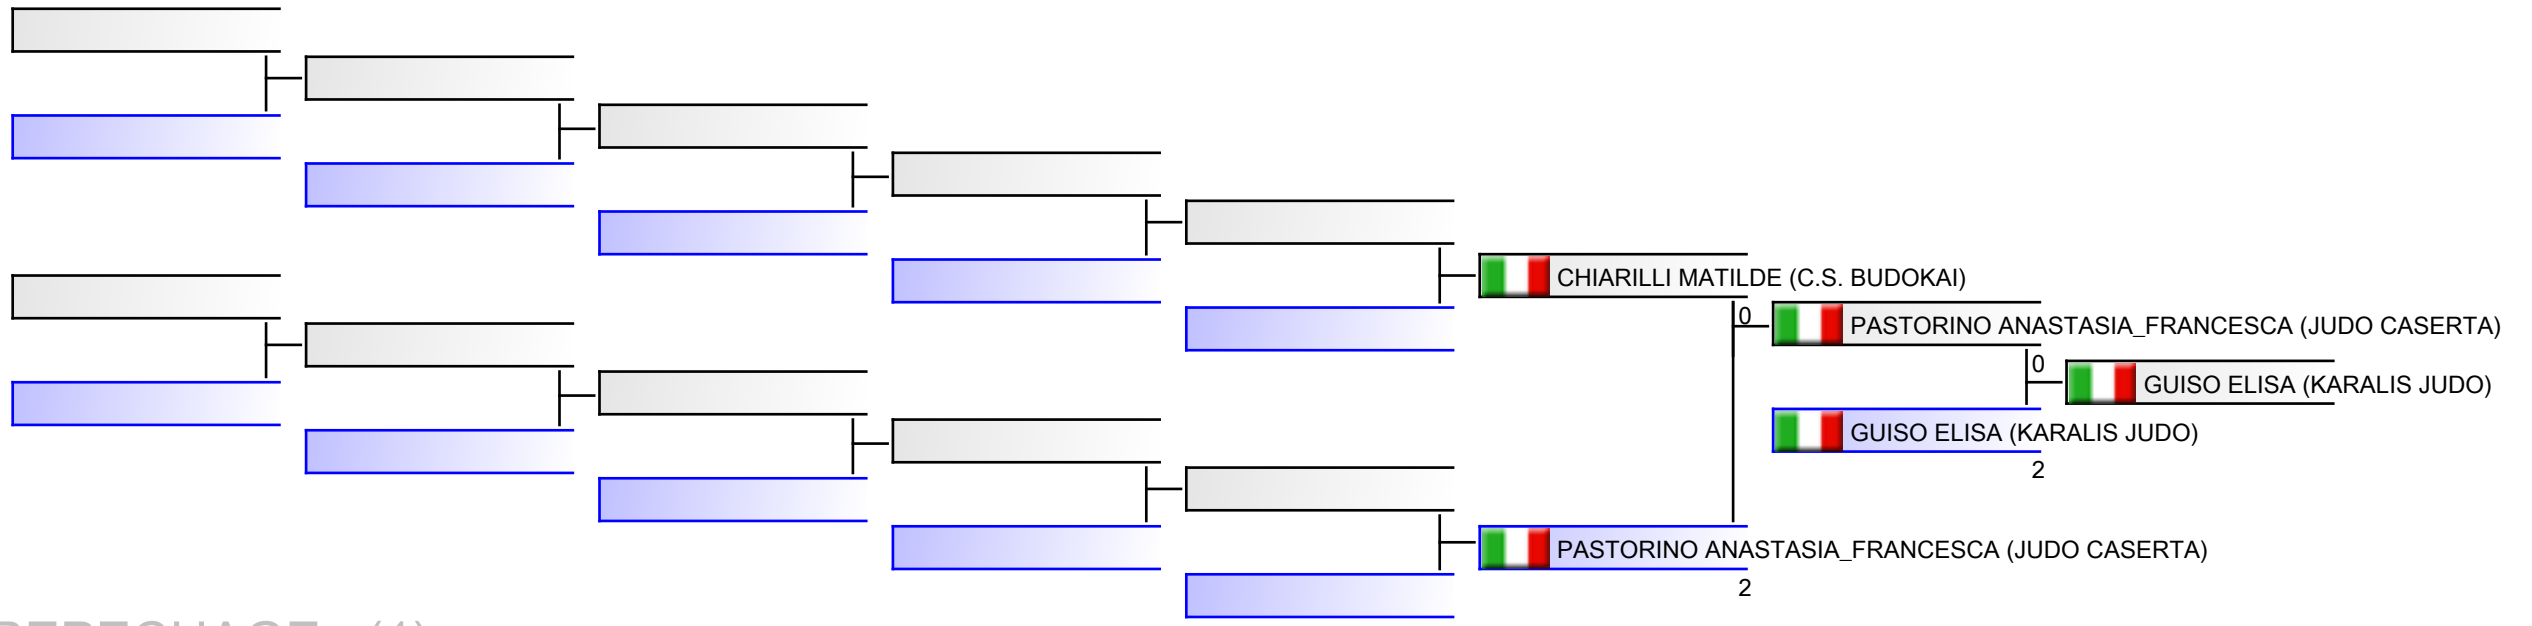 CHIARILLI MATILDE (C.S. BUDOKAI)
0
PASTORINO ANASTASIA_FRANCESCA (JUDO CASERTA)
0
GUISO ELISA (KARALIS JUDO)
GUISO ELISA (KARALIS JUDO)
2
PASTORINO ANASTASIA_FRANCESCA (JUDO CASERTA)
2